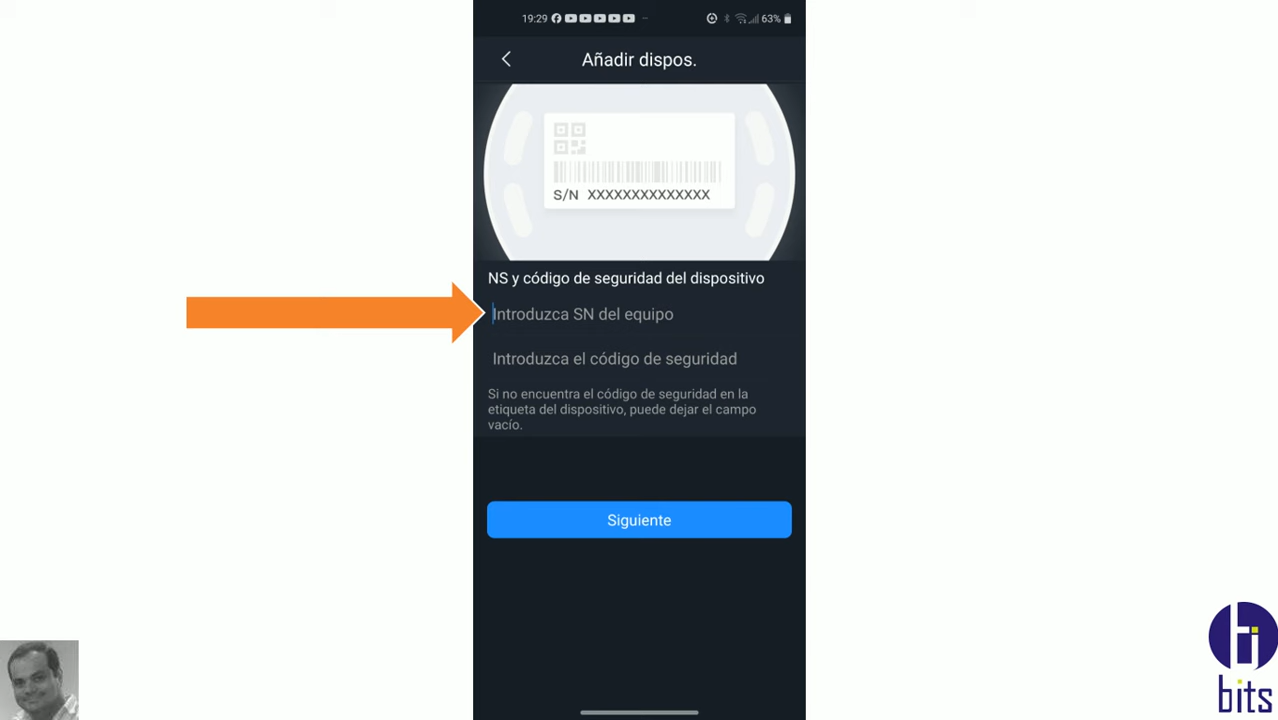 19:29
63%
Añadir dispos.
S/N XXXXXXXXXXXXXX
NS y código de seguridad del dispositivo
Introduzca SN del equipo
Introduzca el código de seguridad
Si no encuentra el código de seguridad en la
etiqueta del dispositivo, puede dejar el campo
vacío.
Siguiente
bits